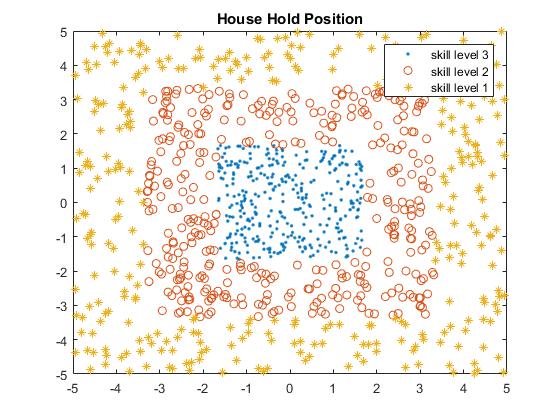 House Hold Position
skill level 3
skill level 2
skill level 1
5
4
3
2
1
0
-1
-2
-3
-4
-5
-5 -4 -3 -2 -1 0 1 2 3 4 5